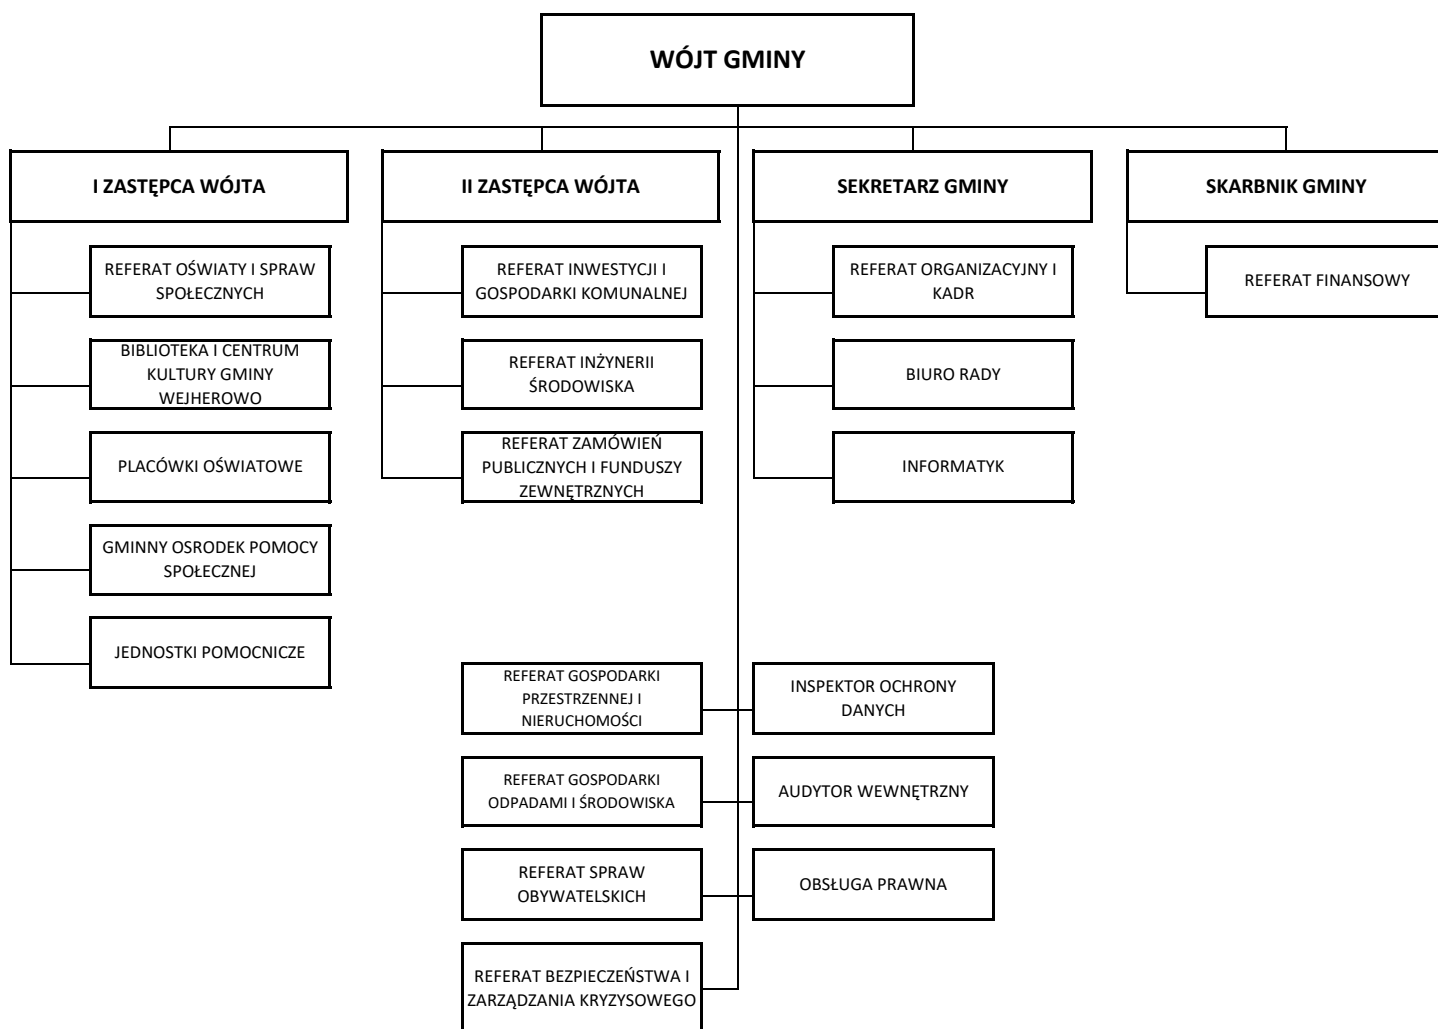 WÓJT GMINY
I ZASTĘPCA WÓJTA
II ZASTĘPCA WÓJTA
SEKRETARZ GMINY
SKARBNIK GMINY
REFERAT OŚWIATY I SPRAW
SPOŁECZNYCH
REFERAT INWESTYCJI I
GOSPODARKI KOMUNALNEJ
REFERAT ORGANIZACYJNY I
KADR
REFERAT FINANSOWY
BIBLIOTEKA I CENTRUM
KULTURY GMINY
WEJHEROWO
REFERAT INŻYNERII
ŚRODOWISKA
BIURO RADY
PLACÓWKI OŚWIATOWE
REFERAT ZAMÓWIEŃ
PUBLICZNYCH I FUNDUSZY
ZEWNĘTRZNYCH
INFORMATYK
GMINNY OSRODEK POMOCY
SPOŁECZNEJ
JEDNOSTKI POMOCNICZE
REFERAT GOSPODARKI
PRZESTRZENNEJ I
NIERUCHOMOŚCI
INSPEKTOR OCHRONY
DANYCH
REFERAT GOSPODARKI
ODPADAMI I ŚRODOWISKA
AUDYTOR WEWNĘTRZNY
REFERAT SPRAW
OBYWATELSKICH
OBSŁUGA PRAWNA
REFERAT BEZPIECZEŃSTWA I
ZARZĄDZANIA KRYZYSOWEGO